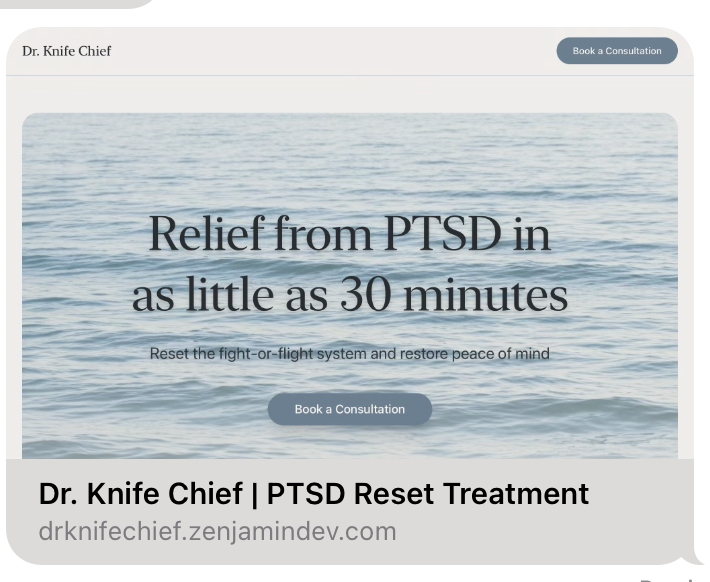 Dr. Knife Chief
Book a Consultation
Relief from PTSD in
as little as 30 minutes
Reset the fight-or-flight system and restore peace of mind
Book a Consultation
Dr. Knife Chief | PTSD Reset Treatment
drknifechief.zenjamindev.com